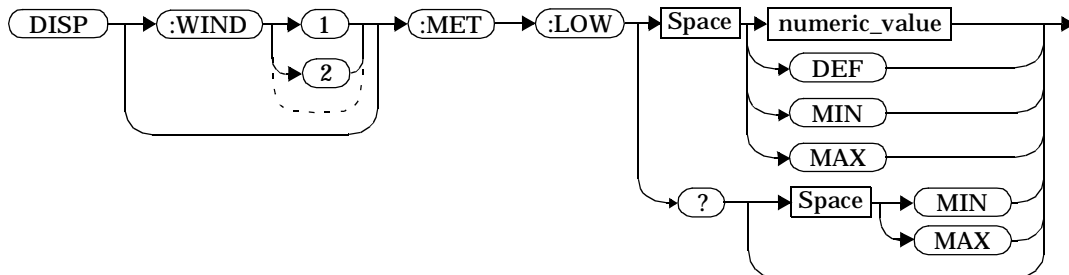 DISP :WIND 1 :MET :LOW Space numeric_value
2 DEF
MIN
MAX
? Space MIN
MAX